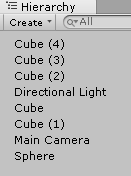 Hierarchy
Create All
Cube (4)
Cube (3)
Cube (2)
Directional Light
Cube
Cube (1)
Main Camera
Sphere